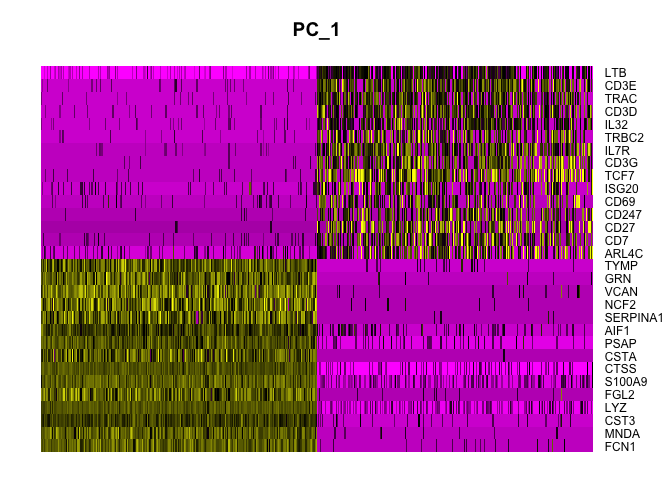 PC_1
LTB
CD3E
TRAC
CD3D
IL32
TRBC2
IL7R
CD3G
TCF7
ISG20
CD69
CD247
CD27
CD7
ARL4C
TYMP
GRN
VCAN
NCF2
SERPINA1
AIF1
PSAP
CSTA
CTSS
S100A9
FGL2
LYZ
CST3
MNDA
FCN1